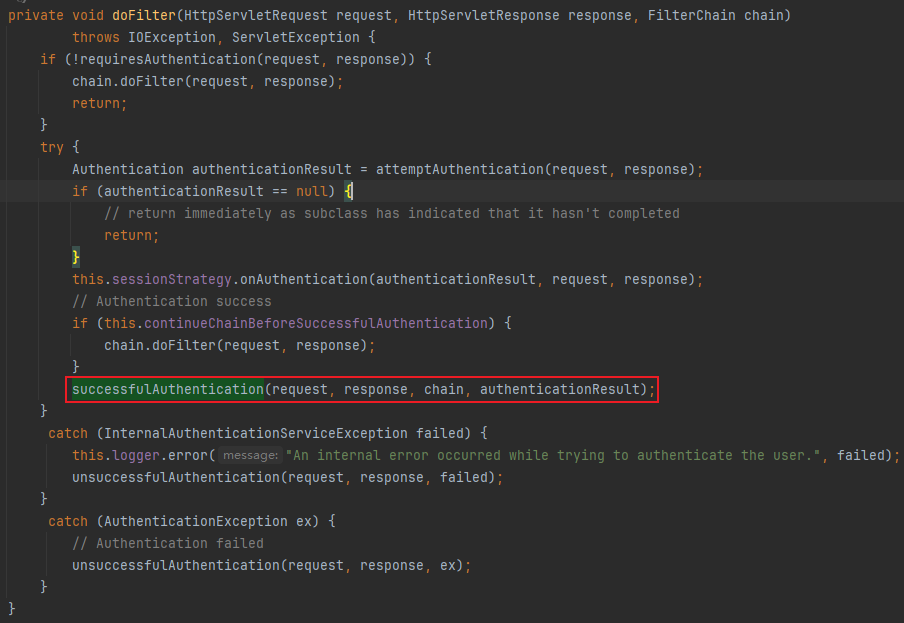 private void doFilter(HttpServletRequest request, HttpServletResponse response, FilterChain chain)
throws IOException, ServletException {
if (!requiresAuthentication(request, response)) {
chain.doFilter(request, response);
return;
}
try {
Authentication authenticationResult = attemptAuthentication(request, response);
if (authenticationResult == null) {
// return immediately as subclass has indicated that it hasn't completed
return;
}
this.sessionStrategy.onAuthentication(authenticationResult, request, response);
// Authentication success
if (this.continueChainBeforeSuccessfulAuthentication) {
chain.doFilter(request, response);
}
successfulAuthentication(request, response, chain, authenticationResult);
}
catch (InternalAuthenticationServiceException failed) {
this.logger.error( message: "An internal error occurred while trying to authenticate the user.", failed);
unsuccessfulAuthentication(request, response, failed);
}
catch (AuthenticationException ex) {
// Authentication failed
unsuccessfulAuthentication(request, response, ex);
}
}